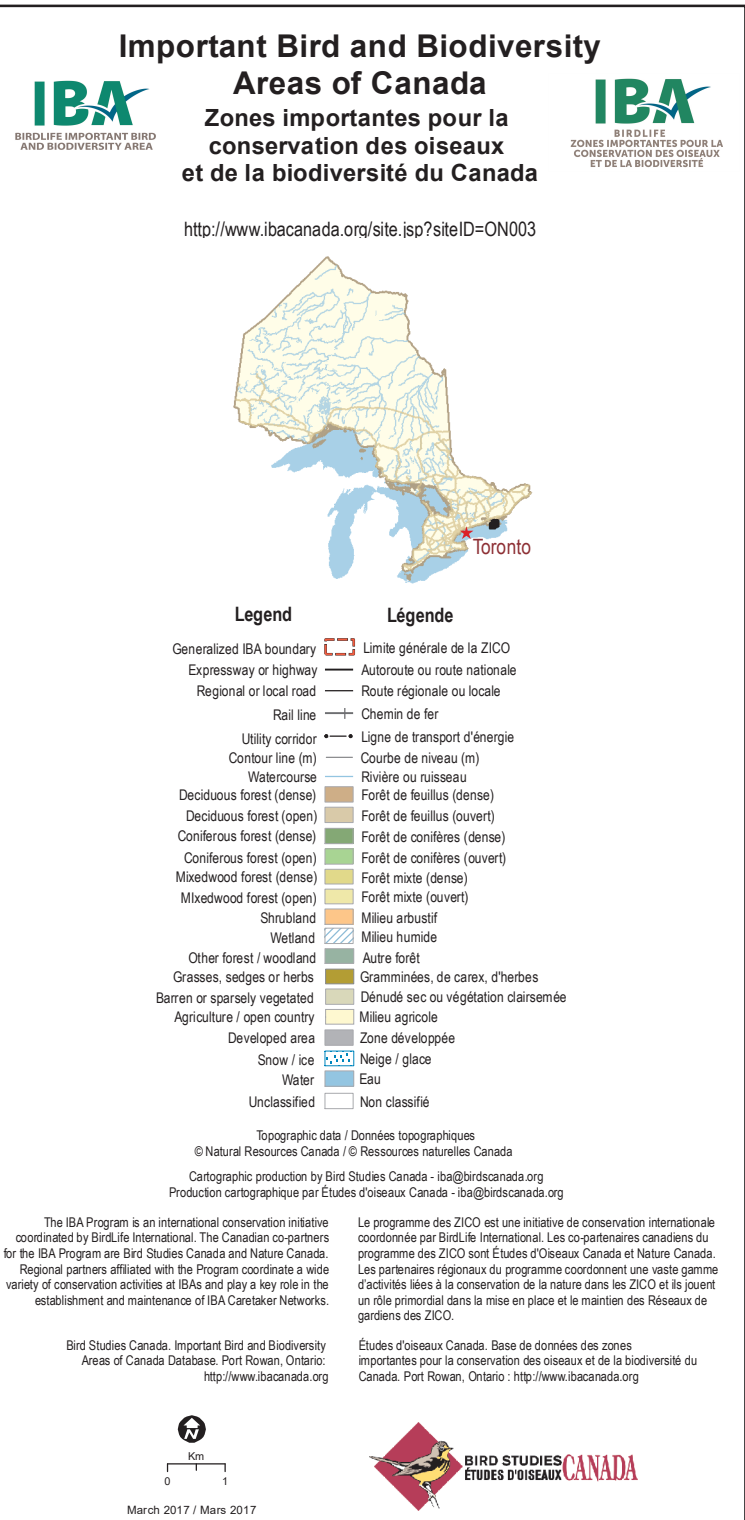 Important Bird and Biodiversity
Areas of Canada
Zones importantes pour la
conservation des oiseaux
et de la biodiversité du Canada
IBA
BIRDLIFE IMPORTANT BIRD
AND BIODIVERSITY AREA
IBA
BIRDLIFE
ZONES IMPORTANTES POUR LA
CONSERVATION DES OISEAUX
ET DE LA BIODIVERSITÉ
http://www.ibacanada.org/site.jsp?siteID=ON003
Toronto
Legend Légende
Generalized IBA boundary Limite générale de la ZICO
Expressway or highway Autoroute ou route nationale
Regional or local road Route régionale ou locale
Rail line Chemin de fer
Utility corridor Ligne de transport d'énergie
Contour line (m) Courbe de niveau (m)
Watercourse Rivière ou ruisseau
Deciduous forest (dense) Forêt de feuillus (dense)
Deciduous forest (open) Forêt de feuillus (ouvert)
Coniferous forest (dense) Forêt de conifères (dense)
Coniferous forest (open) Forêt de conifères (ouvert)
Mixedwood forest (dense) Forêt mixte (dense)
MIxedwood forest (open) Forêt mixte (ouvert)
Shrubland Milieu arbustif
Wetland Milieu humide
Other forest / woodland Autre forêt
Grasses, sedges or herbs Gramminées, de carex, d'herbes
Barren or sparsely vegetated Dénudé sec ou végétation clairsemée
Agriculture / open country Milieu agricole
Developed area Zone développée
Snow / ice Neige / glace
Water Eau
Unclassified Non classifié
Topographic data / Données topographiques
© Natural Resources Canada / © Ressources naturelles Canada
Cartographic production by Bird Studies Canada - iba@birdscanada.org
Production cartographique par Études d'oiseaux Canada - iba@birdscanada.org
The IBA Program is an international conservation initiative
coordinated by BirdLife International. The Canadian co-partners
for the IBA Program are Bird Studies Canada and Nature Canada.
Regional partners affiliated with the Program coordinate a wide
variety of conservation activities at IBAs and play a key role in the
establishment and maintenance of IBA Caretaker Networks.
Le programme des ZICO est une initiative de conservation internationale
coordonnée par BirdLife International. Les co-partenaires canadiens du
programme des ZICO sont Études d'Oiseaux Canada et Nature Canada.
Les partenaires régionaux du programme coordonnent une vaste gamme
d'activités liées à la conservation de la nature dans les ZICO et ils jouent
un rôle primordial dans la mise en place et le maintien des Réseaux de
gardiens des ZICO.
Bird Studies Canada. Important Bird and Biodiversity
Areas of Canada Database. Port Rowan, Ontario:
http://www.ibacanada.org
Études d'oiseaux Canada. Base de données des zones
importantes pour la conservation des oiseaux et de la biodiversité du
Canada. Port Rowan, Ontario : http://www.ibacanada.org
N
Km
0 1
March 2017 / Mars 2017
BIRD STUDIES
ÉTUDES D'OISEAUX CANADA